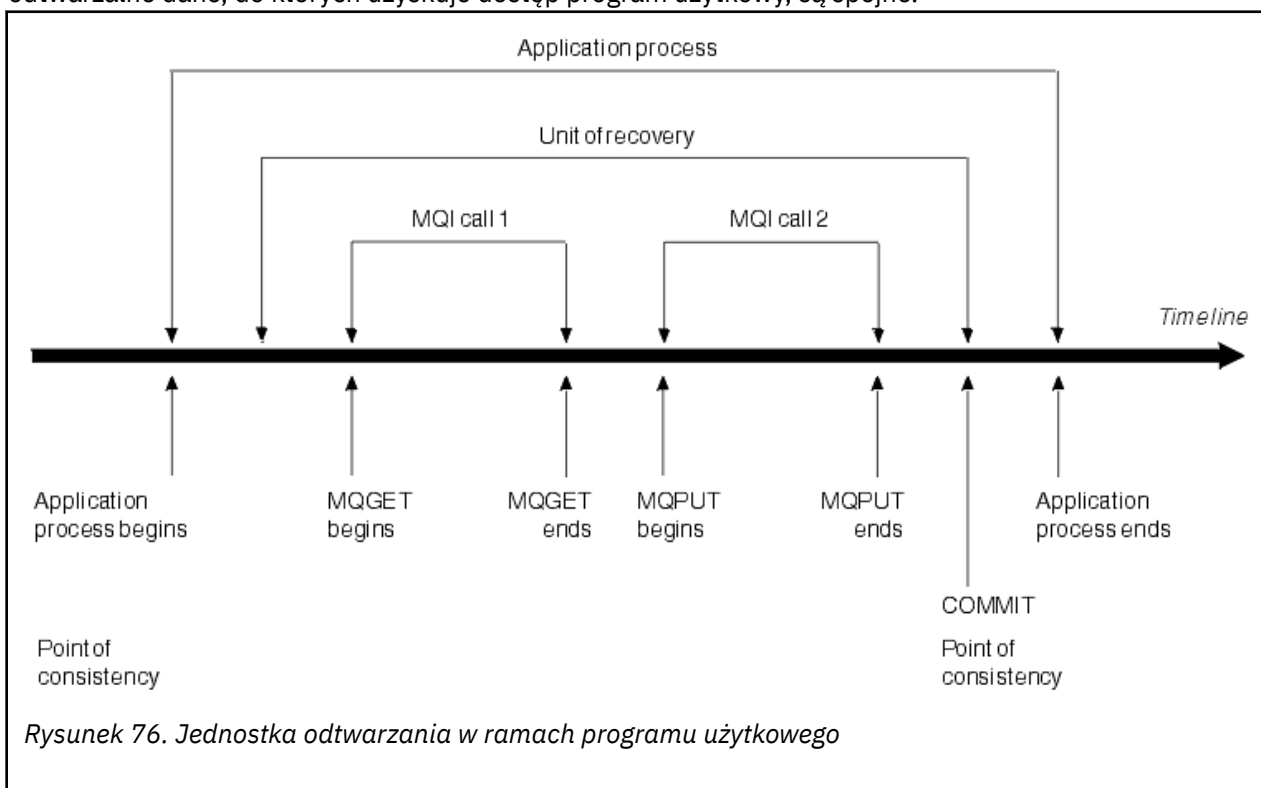 odtwarzalne dane, do których uzyskuje dostęp program użytkowy, są spójne.
Application process
Unit of recovery
MQI call 1
MQI call 2
Timeline
Application
process begins
MQGET
begins
MQGET
ends
MQPUT
begins
MQPUT
ends
Application
process ends
COMMIT
Point of
consistency
Point of
consistency
Rysunek 76. Jednostka odtwarzania w ramach programu użytkowego